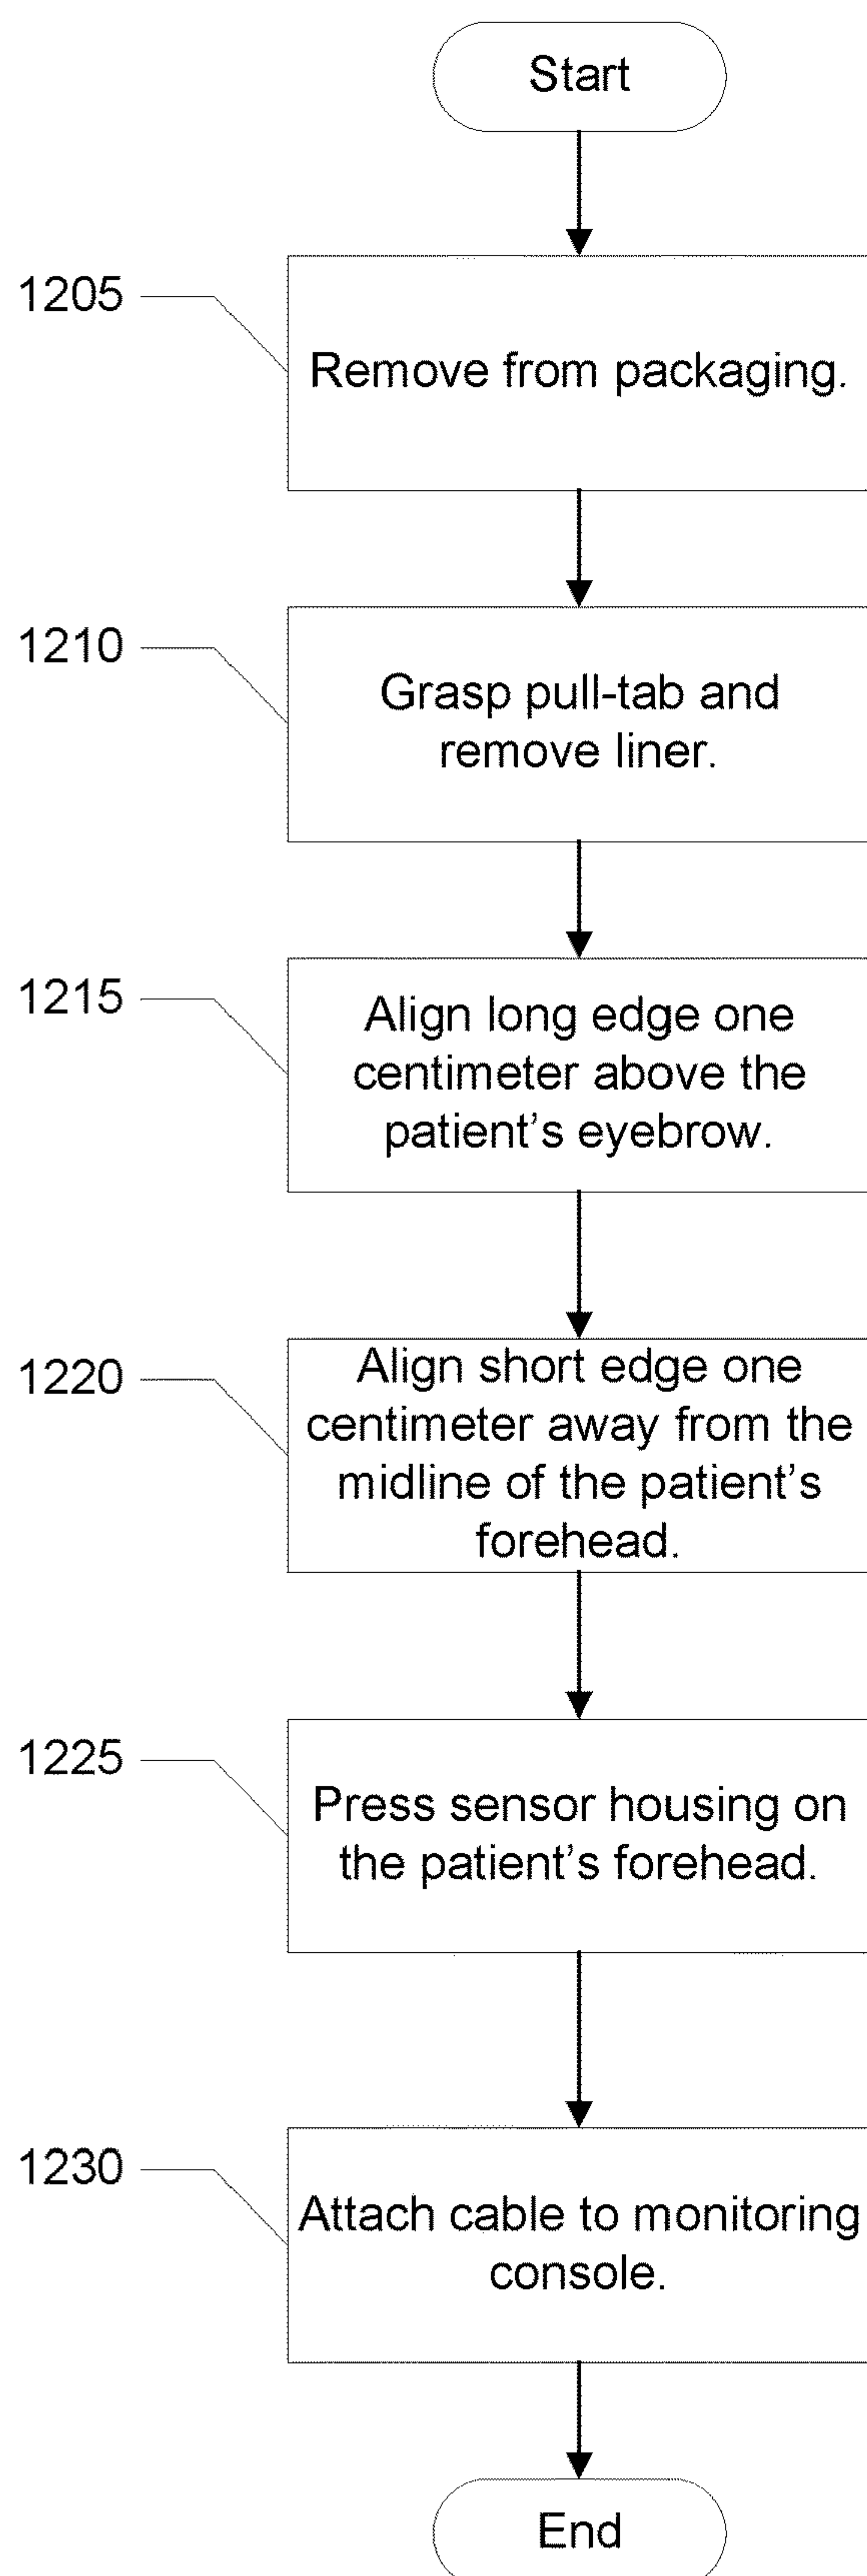 Start
1205
Remove from packaging.
1210
Grasp pull-tab and
remove liner.
1215
Align long edge one
centimeter above the
patient's eyebrow.
1220
Align short edge one
centimeter away from the
midline of the patient's
forehead.
1225
Press sensor housing on
the patient's forehead.
1230
Attach cable to monitoring
console.
End